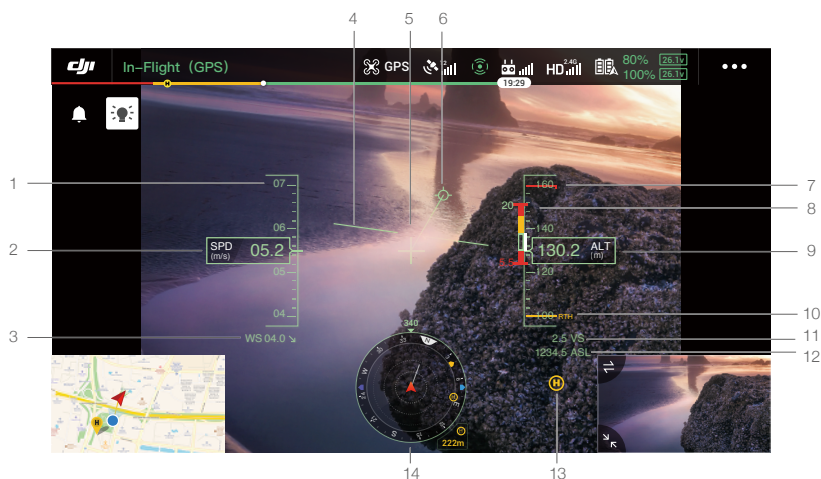 4 5 6
dji In-Flight (GPS) GPS 2 HD 2.4G 80% 26.1v
100% 26.1v
19:29
H
1 07 160 7
20 8
4
06 140
2 SPD (m/s) 05.2 130.2 ALT (m) 9
05 120
04 100 RTH 10
3 WS 04.0 ↘ 340 2.5 VS 11
1234.5 ASL 12
N
W
E
S
H
H
H
222m
14
13